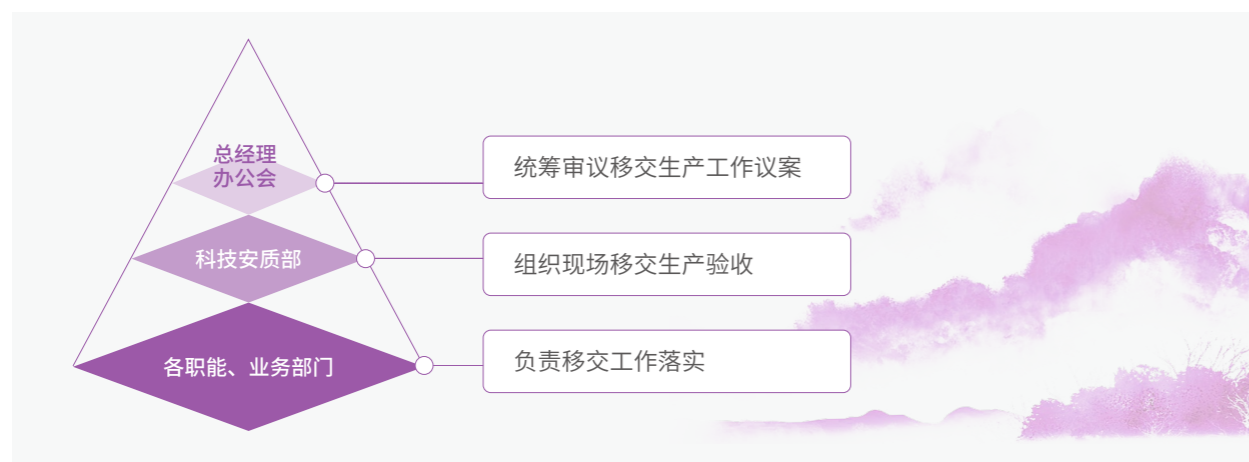 总经理
办公会
统筹审议移交生产工作议案
科技安质部
组织现场移交生产验收
各职能、业务部门
负责移交工作落实